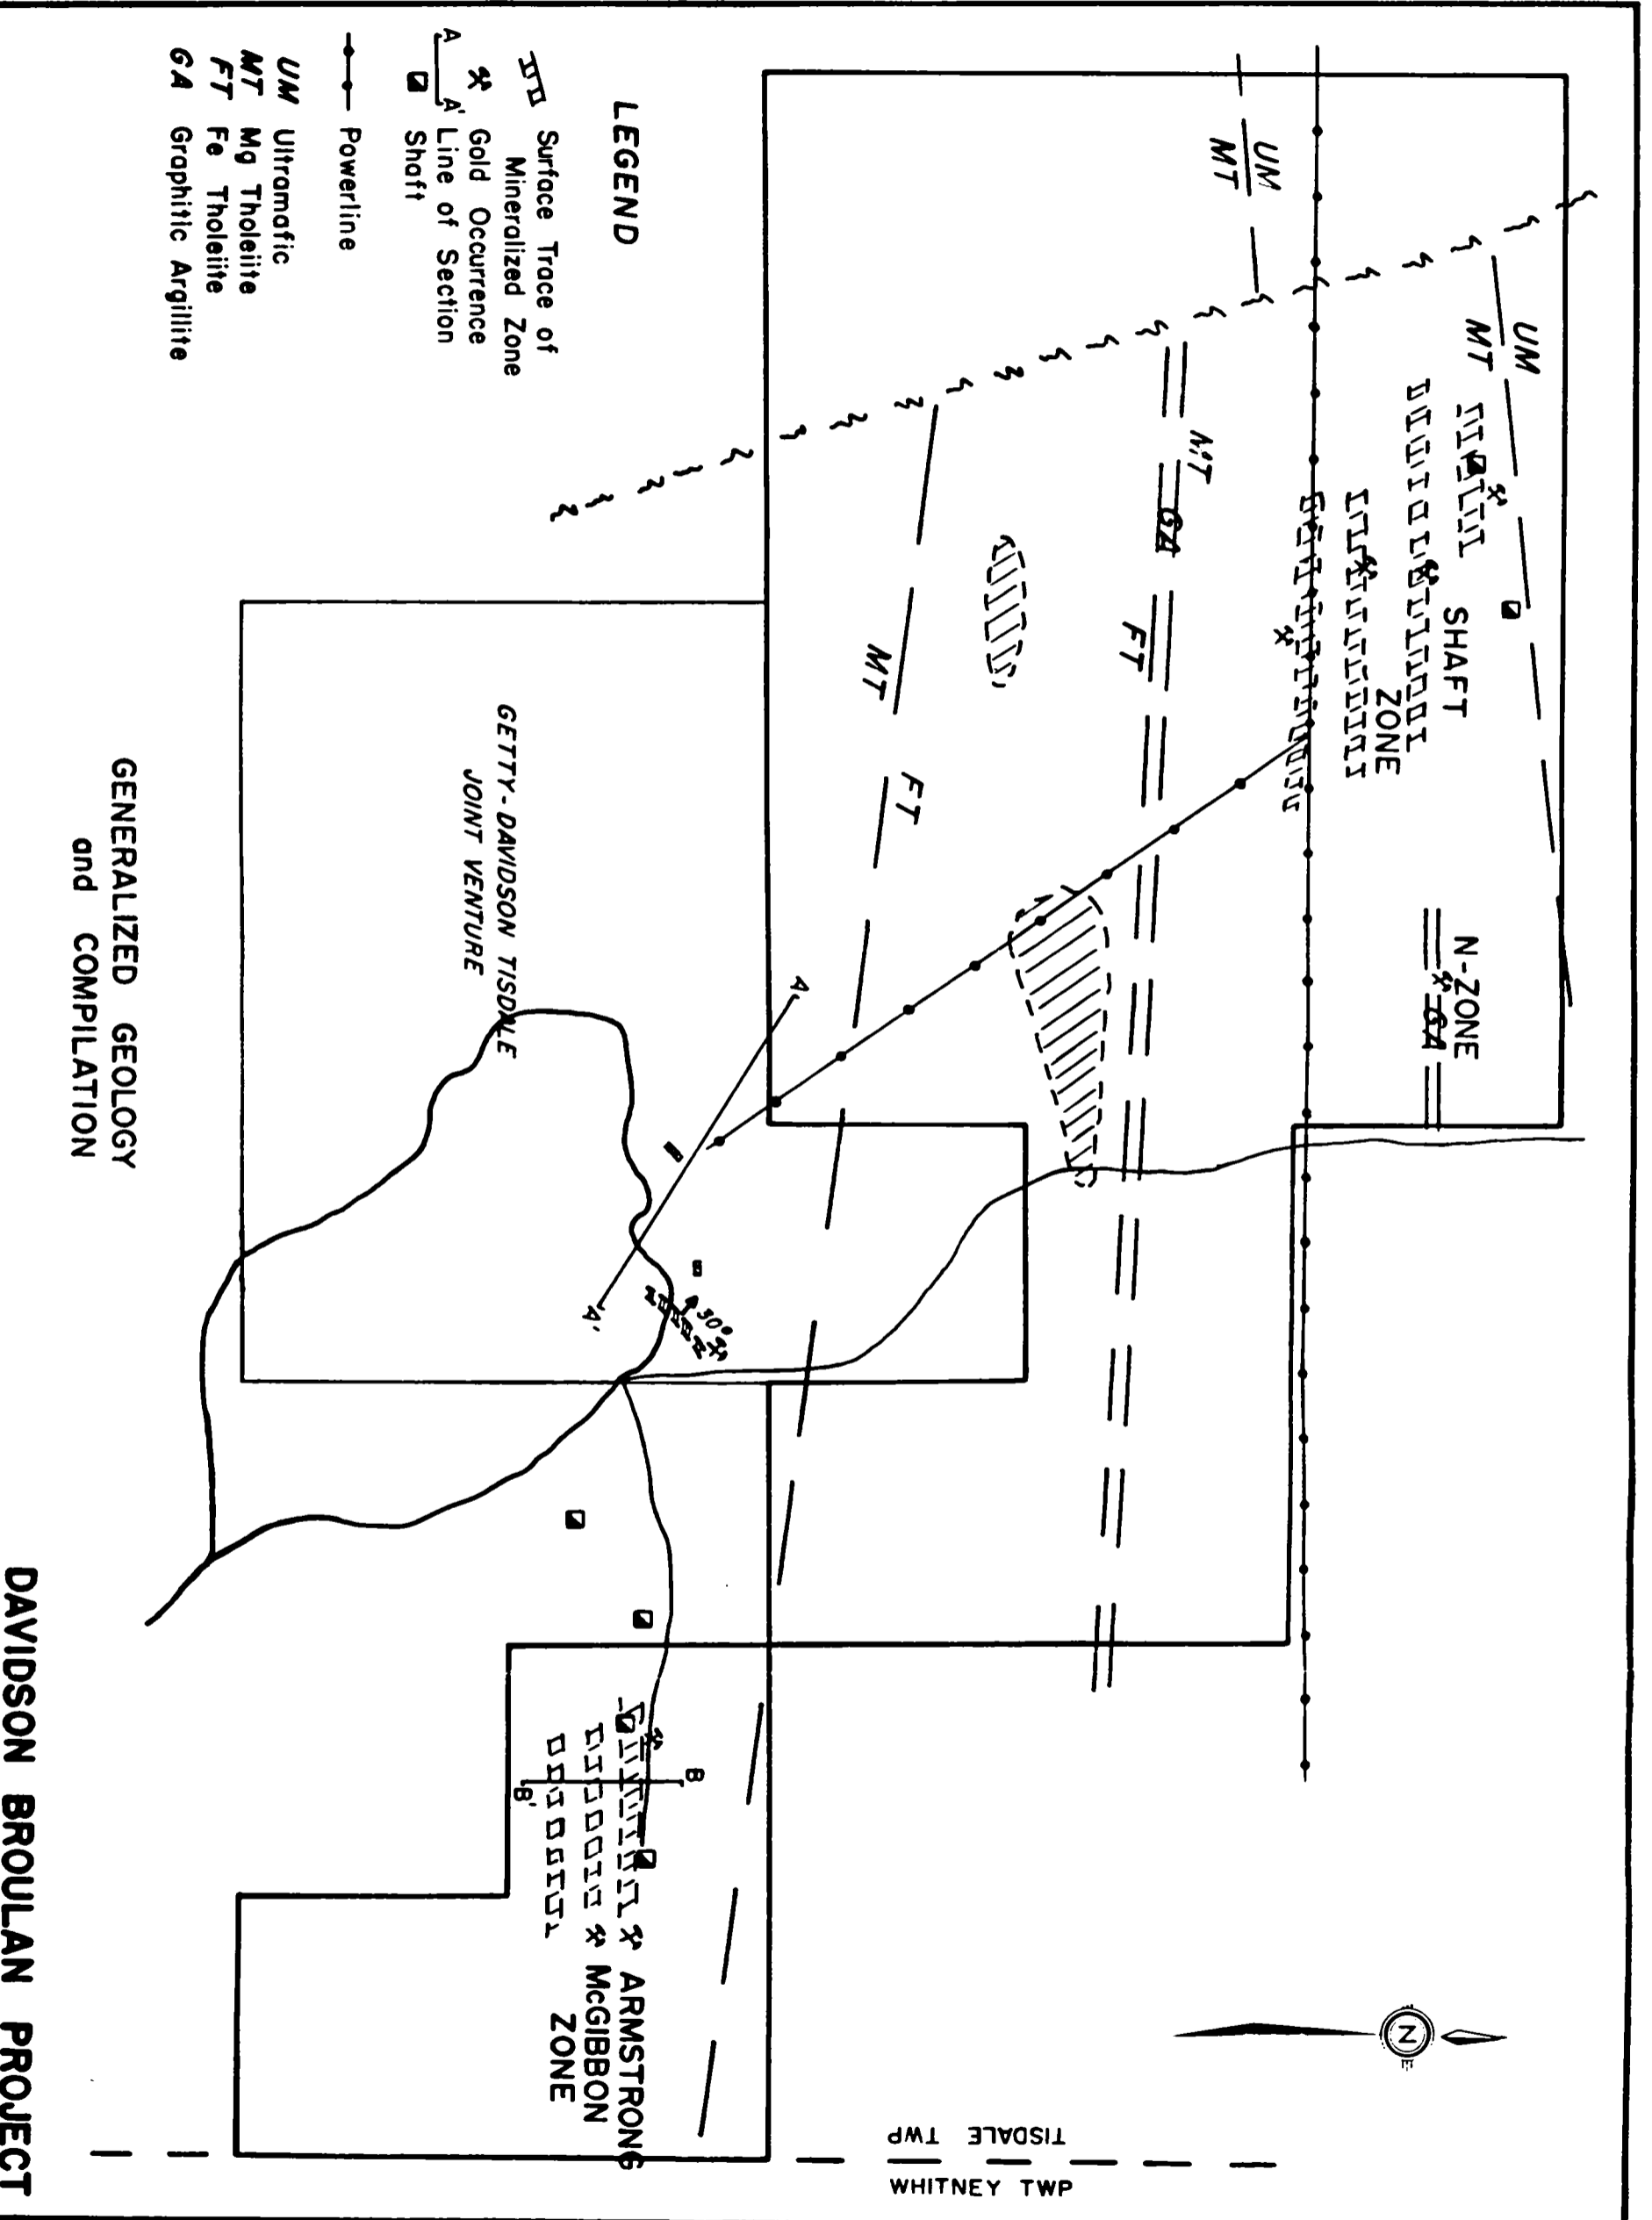 UM
MT
UM
MT
SHAFT
ZONE
N-ZONE
GA
MT
GA
FT
FT
MT
A
A'
30°
GETTY-DAVIDSON TISDALE
JOINT VENTURE
B
B'
ARMSTRONG
McGIBBON
ZONE
N
E
TISDALE TWP
WHITNEY TWP
LEGEND
Surface Trace of
Mineralized Zone
Gold Occurrence
A A' Line of Section
Shaft
Powerline
UM Ultramafic
MT Mg Tholeiite
FT Fe Tholeiite
GA Graphitic Argillite
GENERALIZED GEOLOGY
and COMPILATION
DAVIDSON BROULAN PROJECT